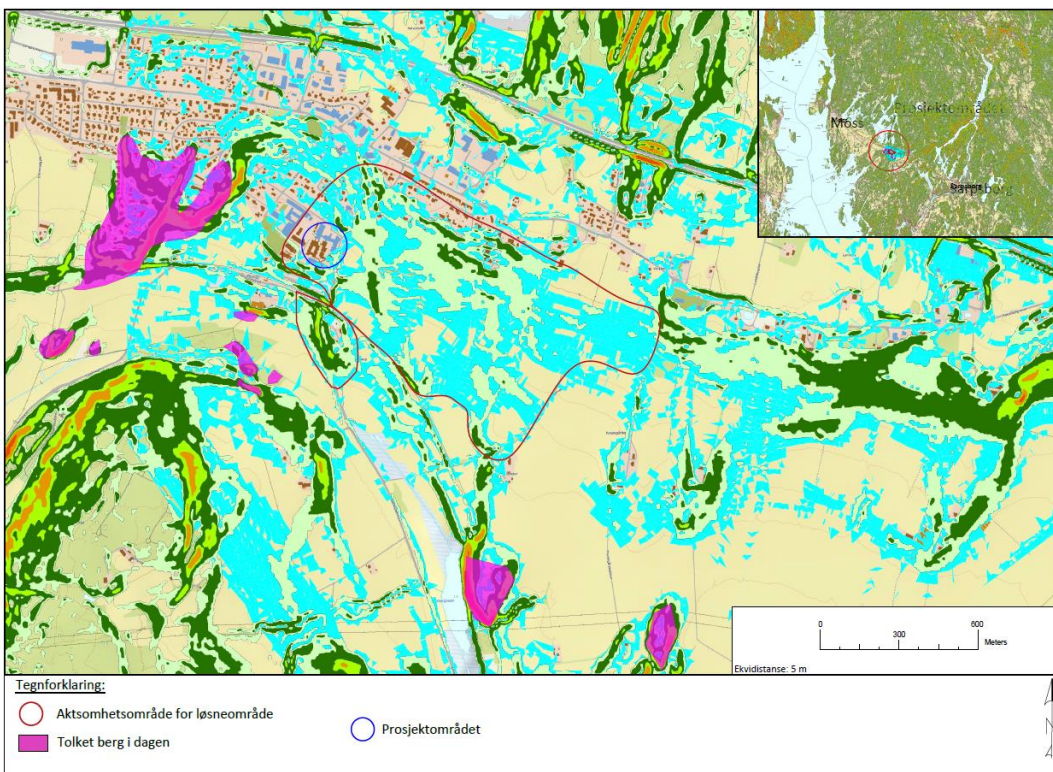 Prosjektområdet
Moss
Sarpsborg
0
300
600
Meters
Ekvidistanse: 5 m
Tegnforklaring:
Aktsomhetsområde for løsneområde
Tolket berg i dagen
Prosjektområdet
N